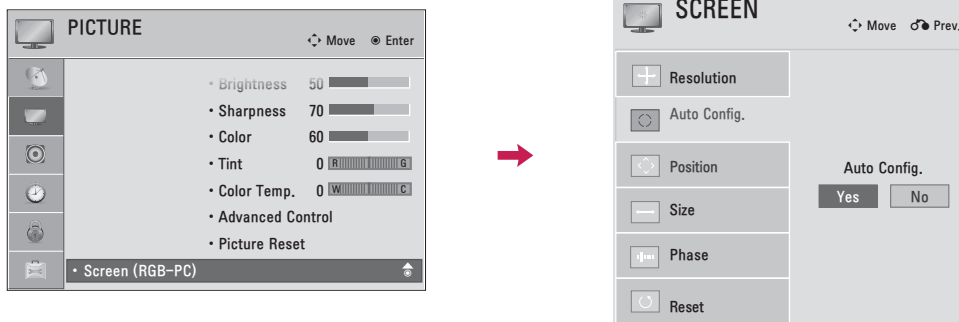 PICTURE
Move Enter
• Brightness 50
• Sharpness 70
• Color 60
• Tint 0 R G
• Color Temp. 0 W C
• Advanced Control
• Picture Reset
• Screen (RGB-PC)
SCREEN
Move Prev.
Resolution
Auto Config.
Position
Size
Phase
Reset
Auto Config.
Yes No